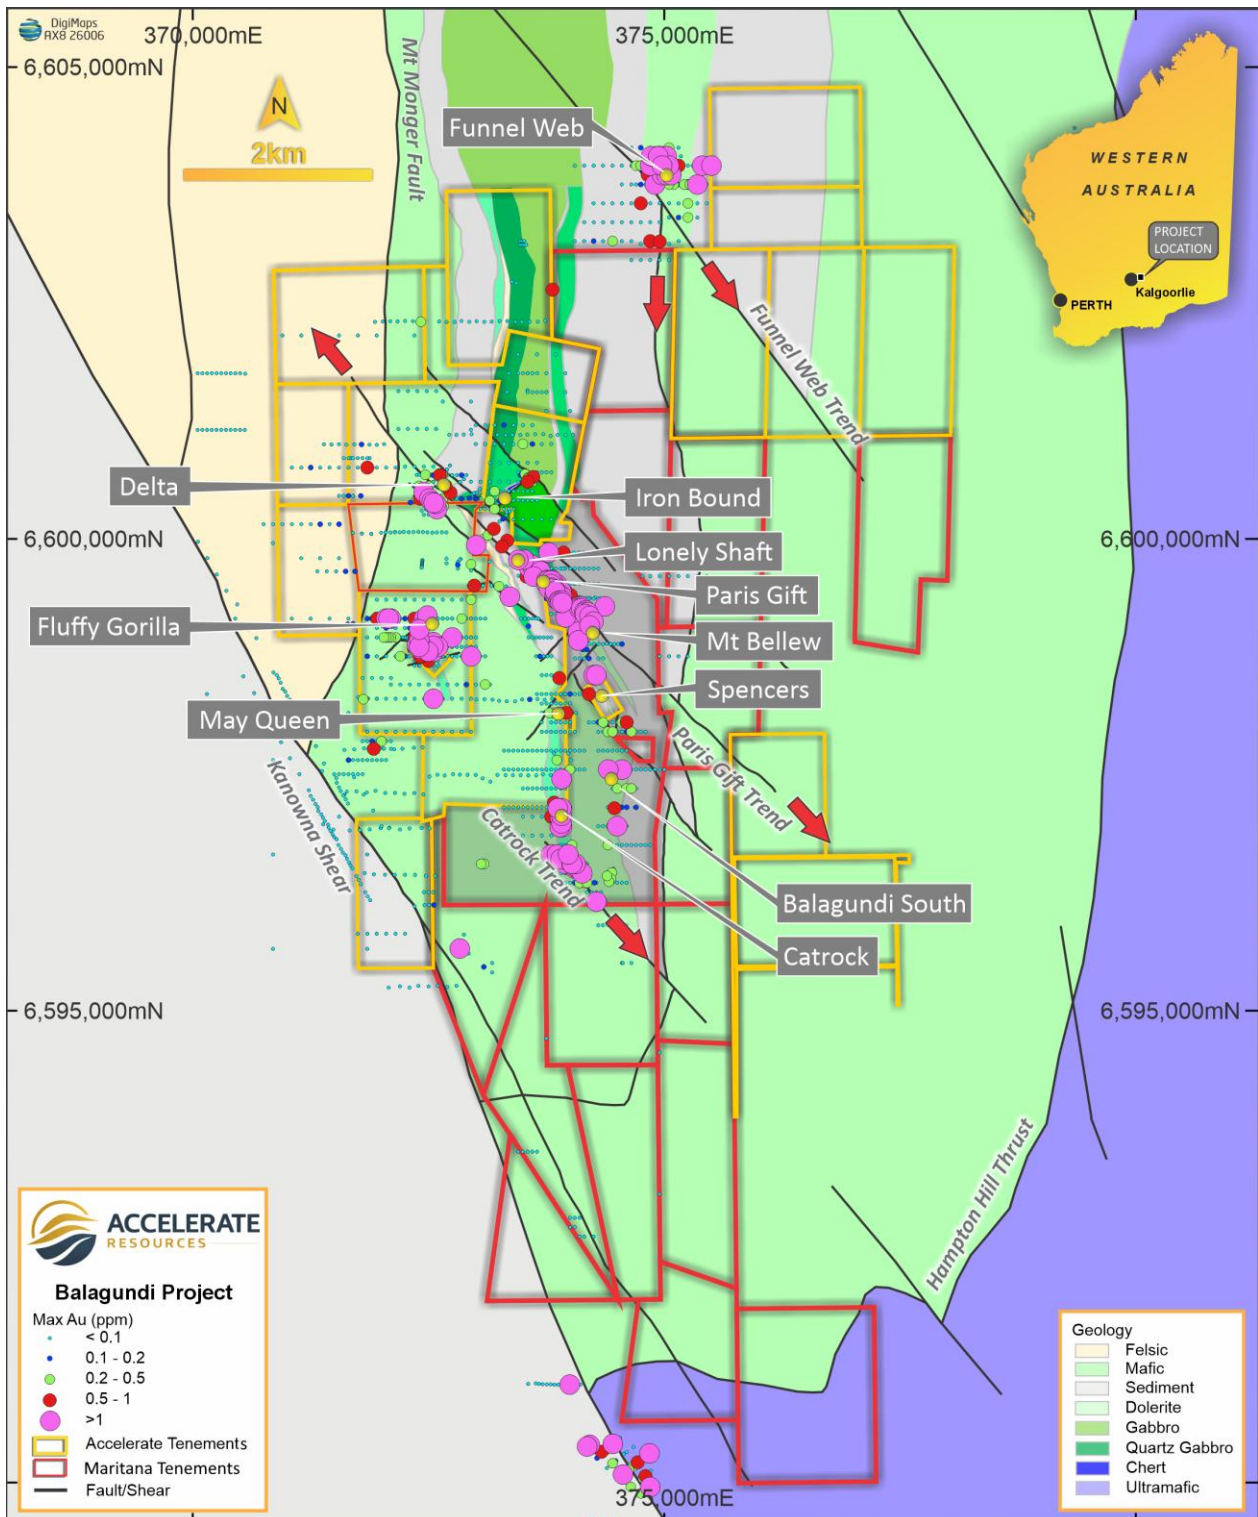 DigiMaps
AX8 26006
370,000mE
375,000mE
6,605,000mN
N
2km
Mt Monger Fault
Funnel Web
WESTERN
AUSTRALIA
PROJECT
LOCATION
Kalgoorlie
PERTH
Funnel Web Trend
Delta
Iron Bound
6,600,000mN
6,600,000mN
Lonely Shaft
Paris Gift
Fluffy Gorilla
Mt Bellew
Spencers
May Queen
Paris Gift Trend
Kanowna Shear
Catrock Trend
Balagundi South
Catrock
6,595,000mN
6,595,000mN
Hampton Hill Thrust
ACCELERATE
RESOURCES
Balagundi Project
Max Au (ppm)
< 0.1
0.1 - 0.2
0.2 - 0.5
0.5 - 1
>1
Accelerate Tenements
Maritana Tenements
Fault/Shear
375,000mE
Geology
Felsic
Mafic
Sediment
Dolerite
Gabbro
Quartz Gabbro
Chert
Ultramafic